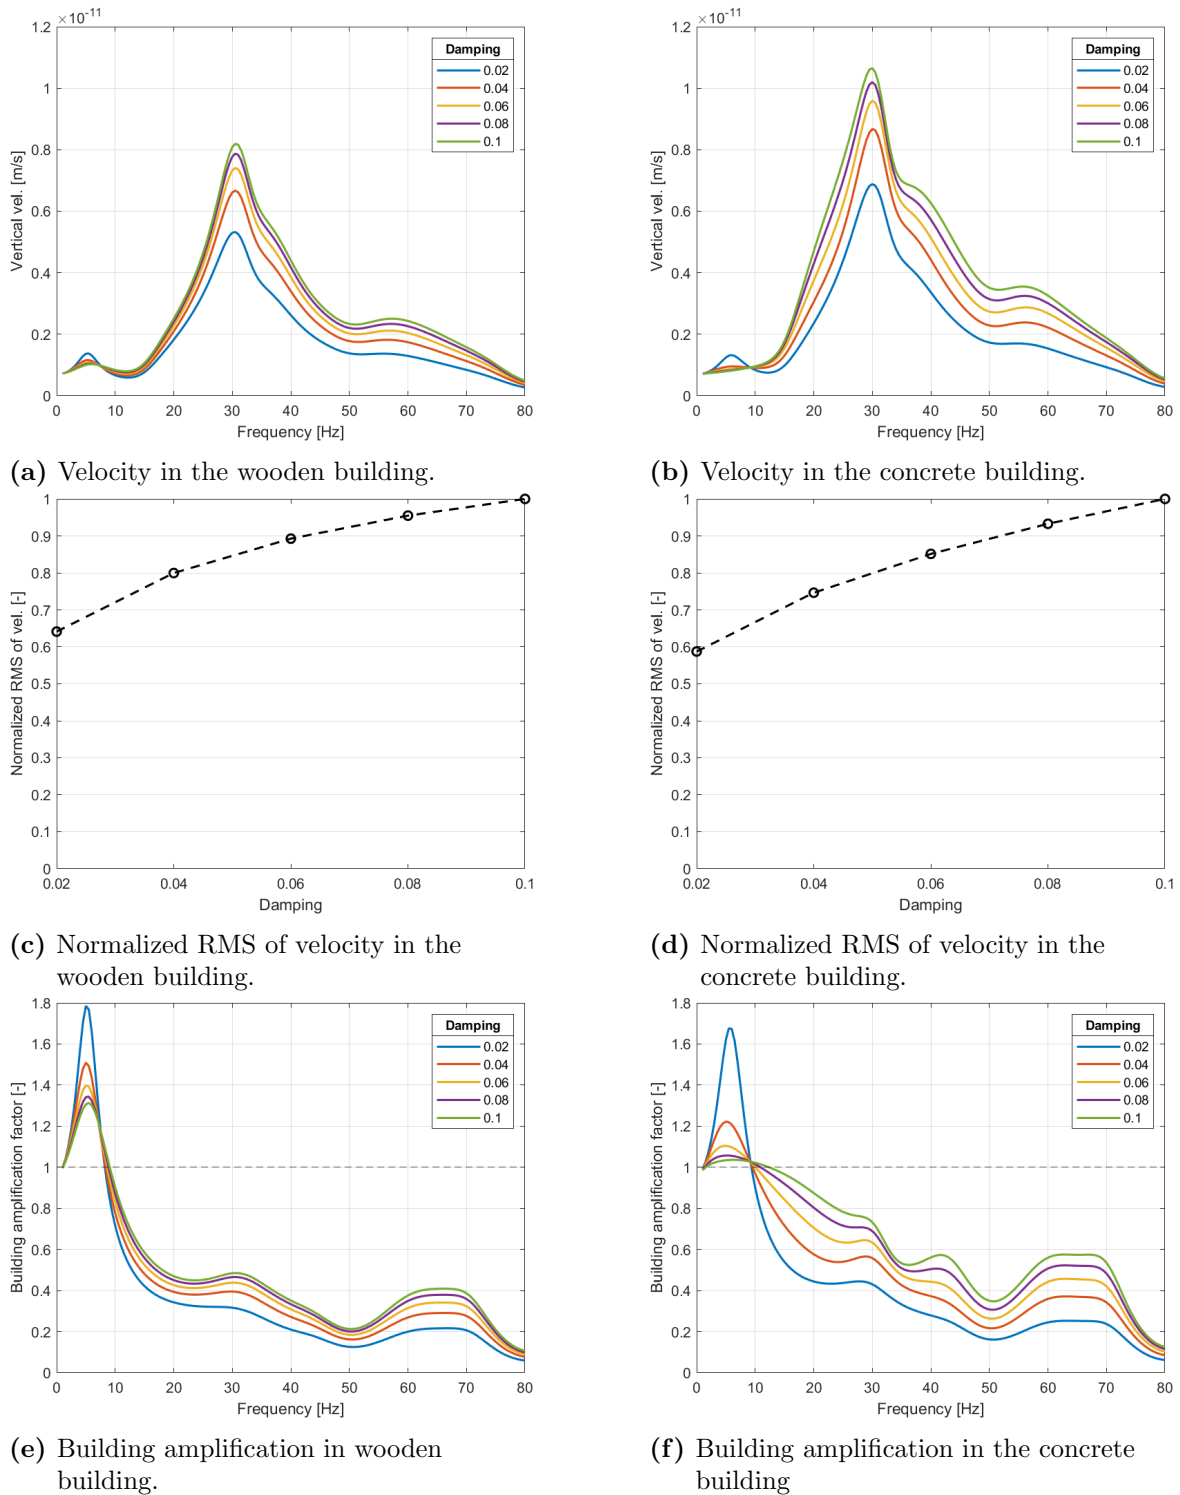 ×10⁻¹¹
1.2
1
0.8
0.6
0.4
0.2
0
Vertical vel. [m/s]
Damping
0.02
0.04
0.06
0.08
0.1
0 10 20 30 40 50 60 70 80
Frequency [Hz]
(a) Velocity in the wooden building.
×10⁻¹¹
1.2
1
0.8
0.6
0.4
0.2
0
Vertical vel. [m/s]
Damping
0.02
0.04
0.06
0.08
0.1
0 10 20 30 40 50 60 70 80
Frequency [Hz]
(b) Velocity in the concrete building.
1
0.9
0.8
0.7
0.6
0.5
0.4
0.3
0.2
0.1
0
Normalized RMS of vel. [-]
0.02 0.04 0.06 0.08 0.1
Damping
(c) Normalized RMS of velocity in the
wooden building.
1
0.9
0.8
0.7
0.6
0.5
0.4
0.3
0.2
0.1
0
Normalized RMS of vel. [-]
0.02 0.04 0.06 0.08 0.1
Damping
(d) Normalized RMS of velocity in the
concrete building.
1.8
1.6
1.4
1.2
1
0.8
0.6
0.4
0.2
0
Building amplification factor [-]
Damping
0.02
0.04
0.06
0.08
0.1
0 10 20 30 40 50 60 70 80
Frequency [Hz]
(e) Building amplification in wooden
building.
1.8
1.6
1.4
1.2
1
0.8
0.6
0.4
0.2
0
Building amplification factor [-]
Damping
0.02
0.04
0.06
0.08
0.1
0 10 20 30 40 50 60 70 80
Frequency [Hz]
(f) Building amplification in the concrete
building